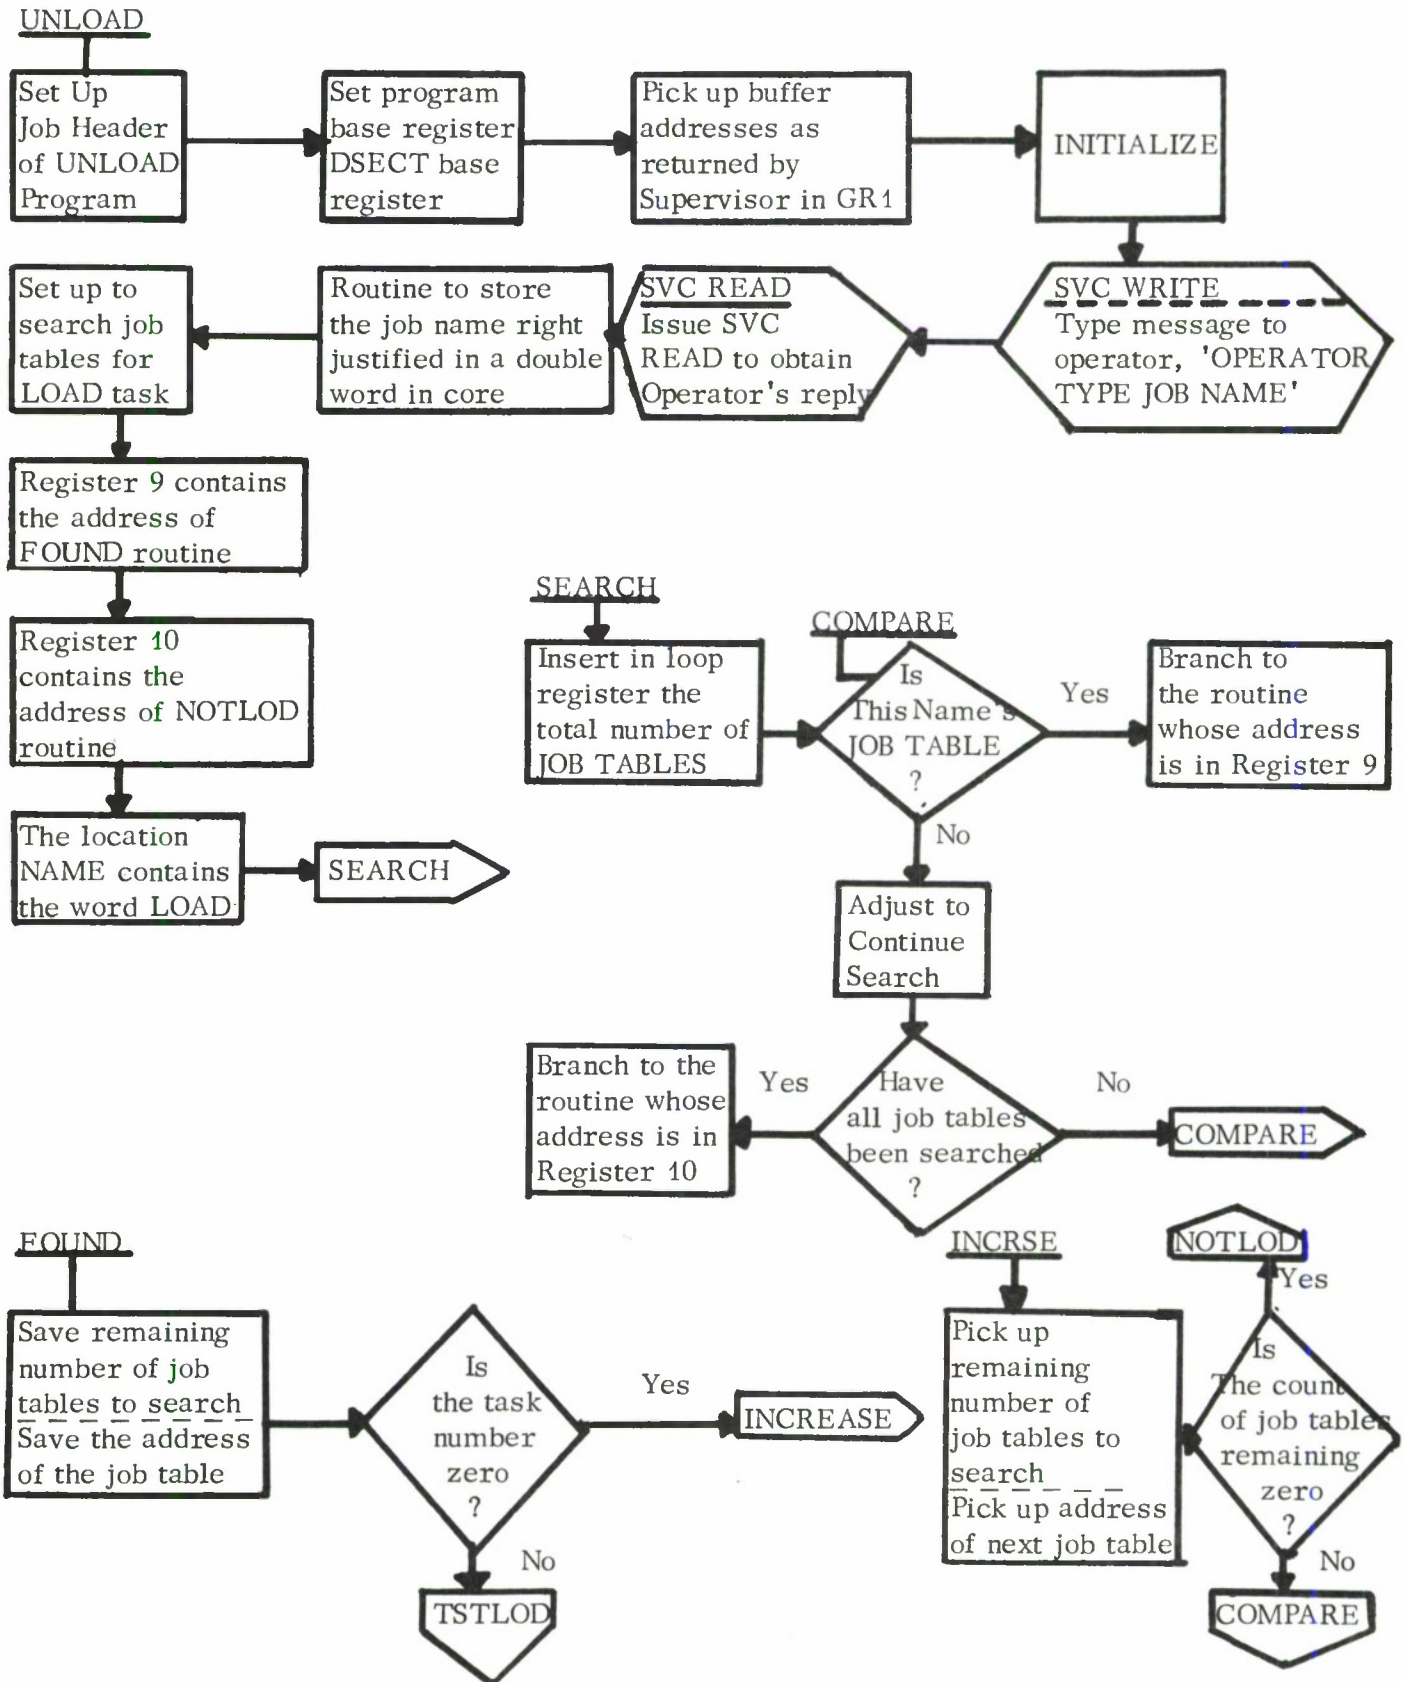 UNLOAD
Set Up
Job Header
of UNLOAD
Program
Set program
base register
DSECT base
register
Pick up buffer
addresses as
returned by
Supervisor in GR1
INITIALIZE
SVC WRITE
Type message to
operator, 'OPERATOR
TYPE JOB NAME'
SVC READ
Issue SVC
READ to obtain
Operator's reply
Routine to store
the job name right
justified in a double
word in core
Set up to
search job
tables for
LOAD task
Register 9 contains
the address of
FOUND routine
Register 10
contains the
address of NOTLOD
routine
The location
NAME contains
the word LOAD
SEARCH
SEARCH
Insert in loop
register the
total number of
JOB TABLES
COMPARE
Is
This Name's
JOB TABLE
?
Yes
Branch to
the routine
whose address
is in Register 9
No
Adjust to
Continue
Search
Have
all job tables
been searched
?
Yes
Branch to the
routine whose
address is in
Register 10
No
COMPARE
FOUND
Save remaining
number of job
tables to search
Save the address
of the job table
Is
the task
number
zero
?
Yes
INCREASE
No
TSTLOD
INCRSE
Pick up
remaining
number of
job tables to
search
Pick up address
of next job table
Is
The count
of job tables
remaining
zero
?
Yes
NOTLOD
No
COMPARE